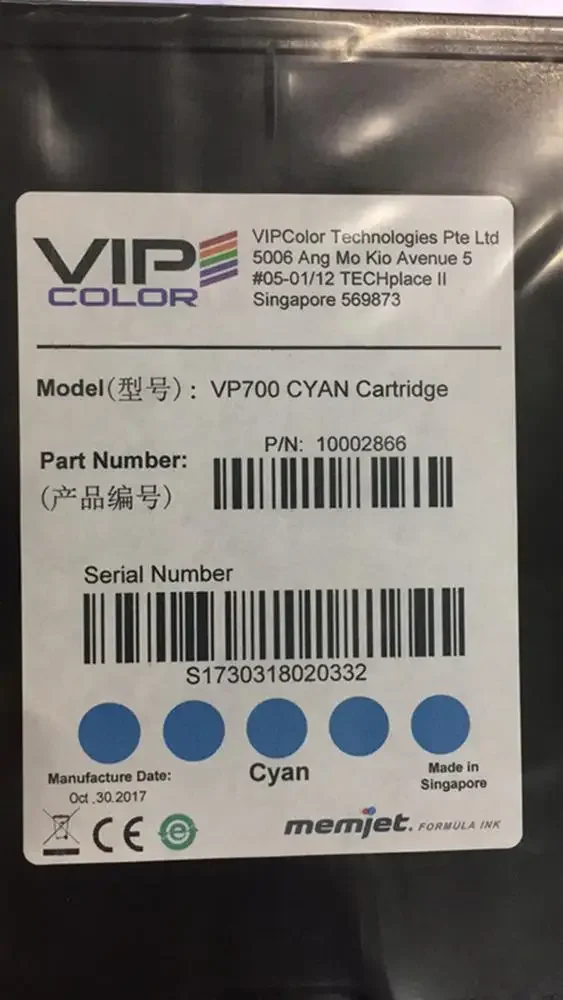 VIP
COLOR
VIPColor Technologies Pte Ltd
5006 Ang Mo Kio Avenue 5
#05-01/12 TECHplace II
Singapore 569873
Model(型号): VP700 CYAN Cartridge
P/N: 10002866
Part Number:
(产品编号)
Serial Number
S1730318020332
Cyan
Manufacture Date:
Oct .30.2017
Made in
Singapore
CE
e
memjet. FORMULA INK